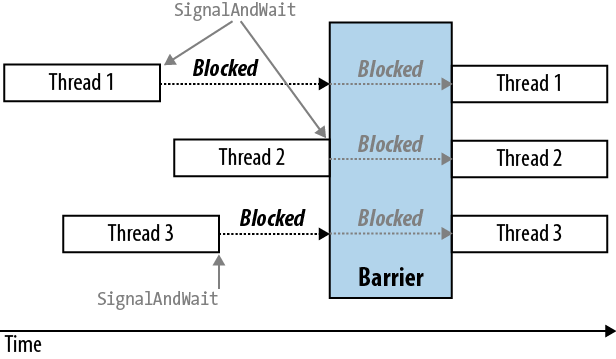 SignalAndWait
Thread 1 Blocked Blocked Thread 1
Thread 2 Blocked Thread 2
Thread 3 Blocked Blocked Thread 3
Barrier
SignalAndWait
Time